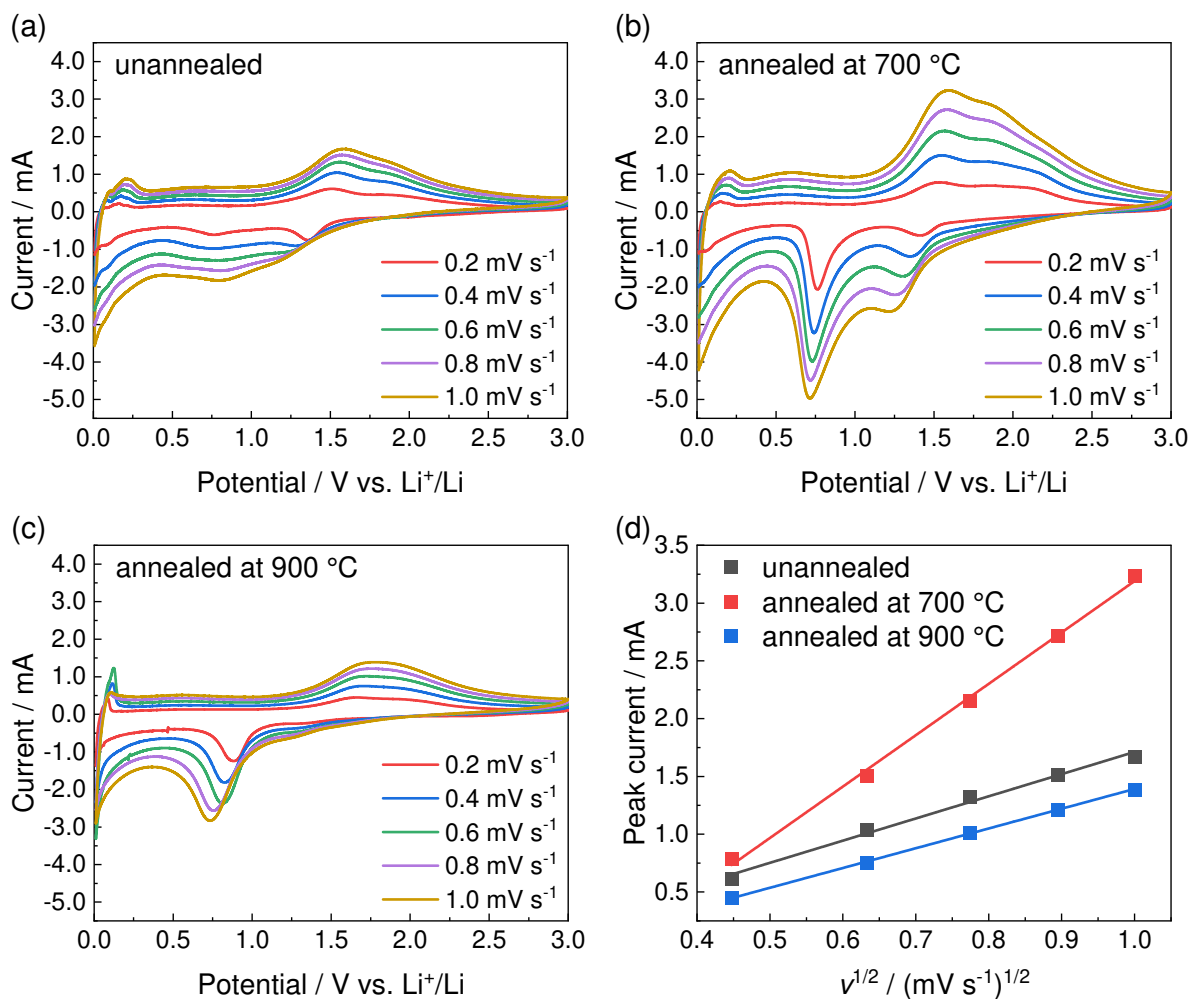 (a)
unannealed
4.0
3.0
2.0
1.0
0.0
-1.0
-2.0
-3.0
-4.0
-5.0
Current / mA
0.2 mV s⁻¹
0.4 mV s⁻¹
0.6 mV s⁻¹
0.8 mV s⁻¹
1.0 mV s⁻¹
0.0 0.5 1.0 1.5 2.0 2.5 3.0
Potential / V vs. Li⁺/Li
(b)
annealed at 700 °C
4.0
3.0
2.0
1.0
0.0
-1.0
-2.0
-3.0
-4.0
-5.0
Current / mA
0.2 mV s⁻¹
0.4 mV s⁻¹
0.6 mV s⁻¹
0.8 mV s⁻¹
1.0 mV s⁻¹
0.0 0.5 1.0 1.5 2.0 2.5 3.0
Potential / V vs. Li⁺/Li
(c)
annealed at 900 °C
4.0
3.0
2.0
1.0
0.0
-1.0
-2.0
-3.0
-4.0
-5.0
Current / mA
0.2 mV s⁻¹
0.4 mV s⁻¹
0.6 mV s⁻¹
0.8 mV s⁻¹
1.0 mV s⁻¹
0.0 0.5 1.0 1.5 2.0 2.5 3.0
Potential / V vs. Li⁺/Li
(d)
unannealed
annealed at 700 °C
annealed at 900 °C
3.5
3.0
2.5
2.0
1.5
1.0
0.5
Peak current / mA
0.4 0.5 0.6 0.7 0.8 0.9 1.0
v¹ᐟ² / (mV s⁻¹)¹ᐟ²